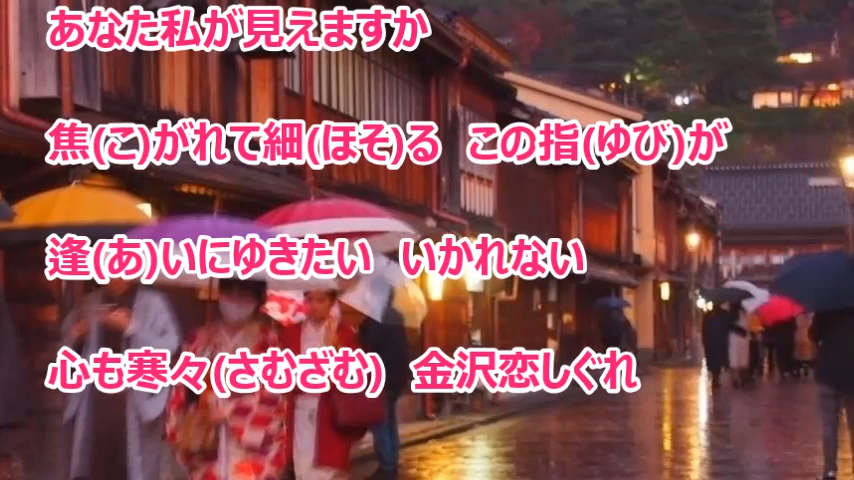 あなた私が見えますか
焦(こ)がれて細(ほそ)る　この指(ゆび)が
逢(あ)いにゆきたい　いかれない
心も寒々(さむざむ)　金沢恋しぐれ